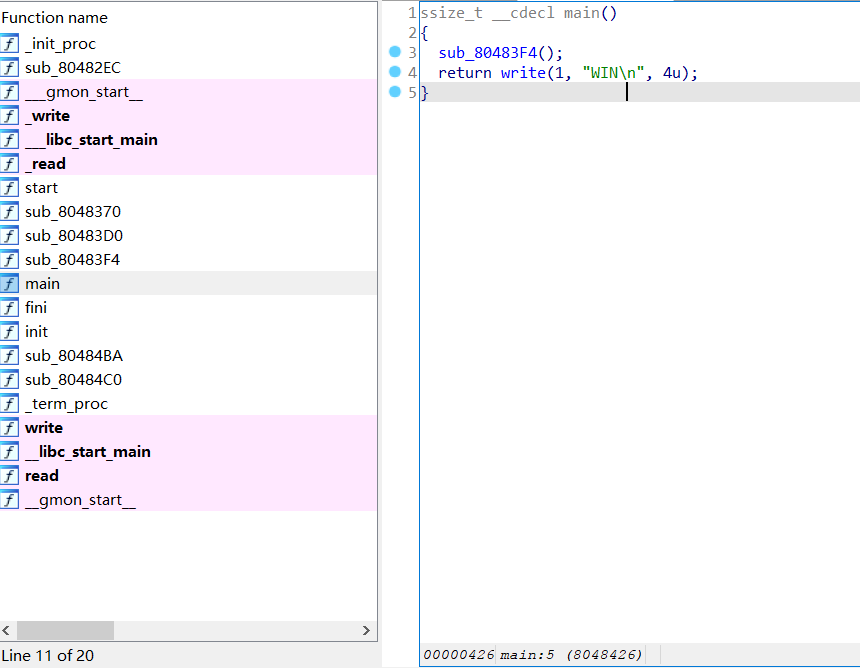 Function name
f _init_proc
f sub_80482EC
f ___gmon_start__
f _write
f ___libc_start_main
f _read
f start
f sub_8048370
f sub_80483D0
f sub_80483F4
f main
f fini
f init
f sub_80484BA
f sub_80484C0
f _term_proc
f write
f __libc_start_main
f read
f __gmon_start__
Line 11 of 20
1 ssize_t __cdecl main()
2 {
3 sub_80483F4();
4 return write(1, "WIN\n", 4u);
5 }
00000426 main:5 (8048426)